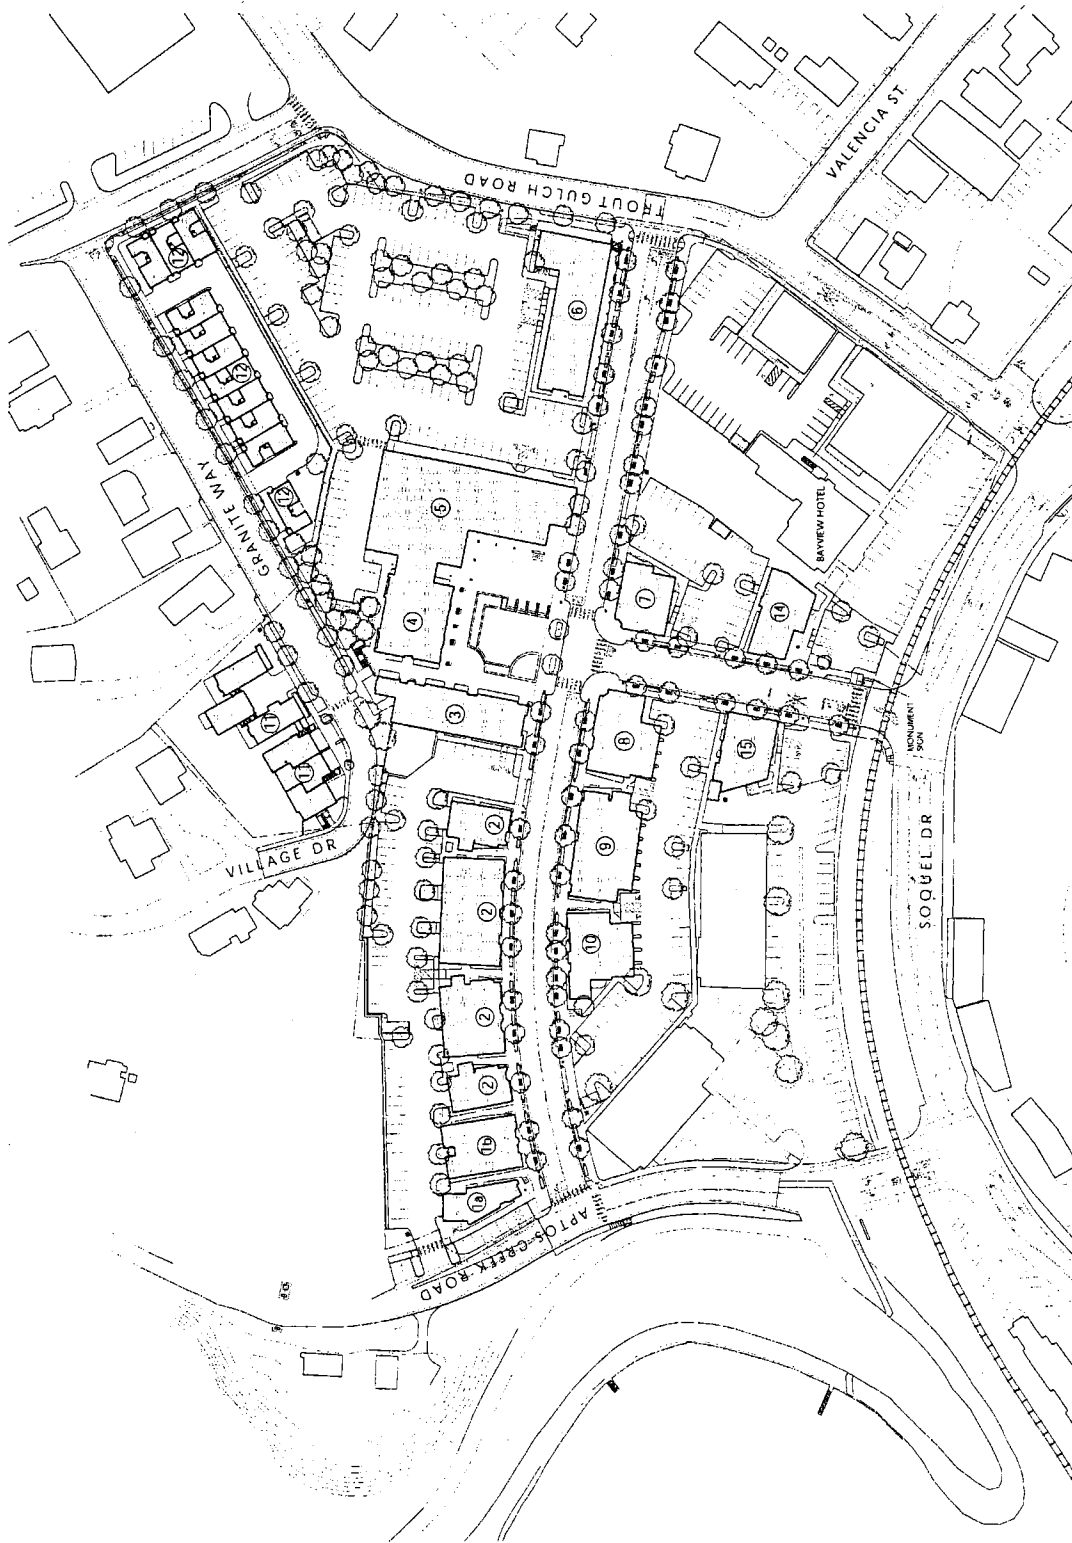 TROUT GULCH ROAD
VALENCIA ST.
12
12
12
GRANITE WAY
6
5
BAYVIEW HOTEL
4
14
3
11
11
8
15
MONUMENT
SIGN
VILLAGE DR
2
9
2
10
SOQUEL DR
2
2
1b
1a
APTOS CREEK ROAD